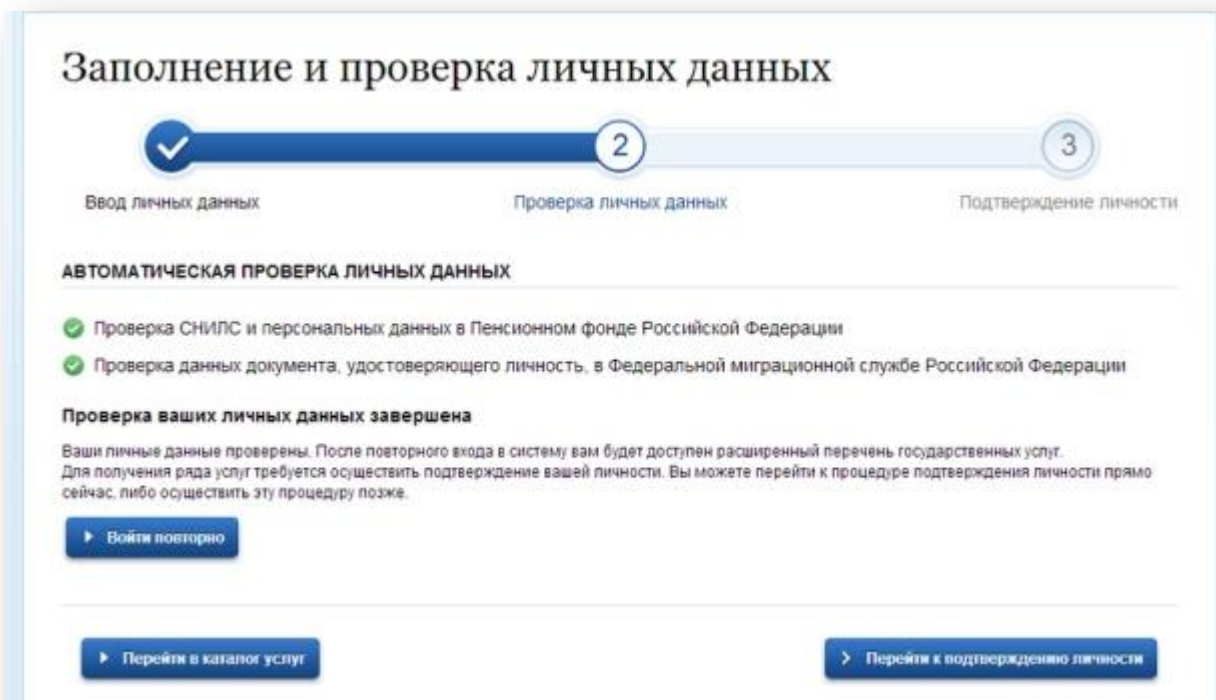 Заполнение и проверка личных данных
2
3
Ввод личных данных
Проверка личных данных
Подтверждение личности
АВТОМАТИЧЕСКАЯ ПРОВЕРКА ЛИЧНЫХ ДАННЫХ
Проверка СНИЛС и персональных данных в Пенсионном фонде Российской Федерации
Проверка данных документа, удостоверяющего личность, в Федеральной миграционной службе Российской Федерации
Проверка ваших личных данных завершена
Ваши личные данные проверены. После повторного входа в систему вам будет доступен расширенный перечень государственных услуг.
Для получения ряда услуг требуется осуществить подтверждение вашей личности. Вы можете перейти к процедуре подтверждения личности прямо
сейчас, либо осуществить эту процедуру позже.
Войти повторно
Перейти в каталог услуг
Перейти к подтверждению личности